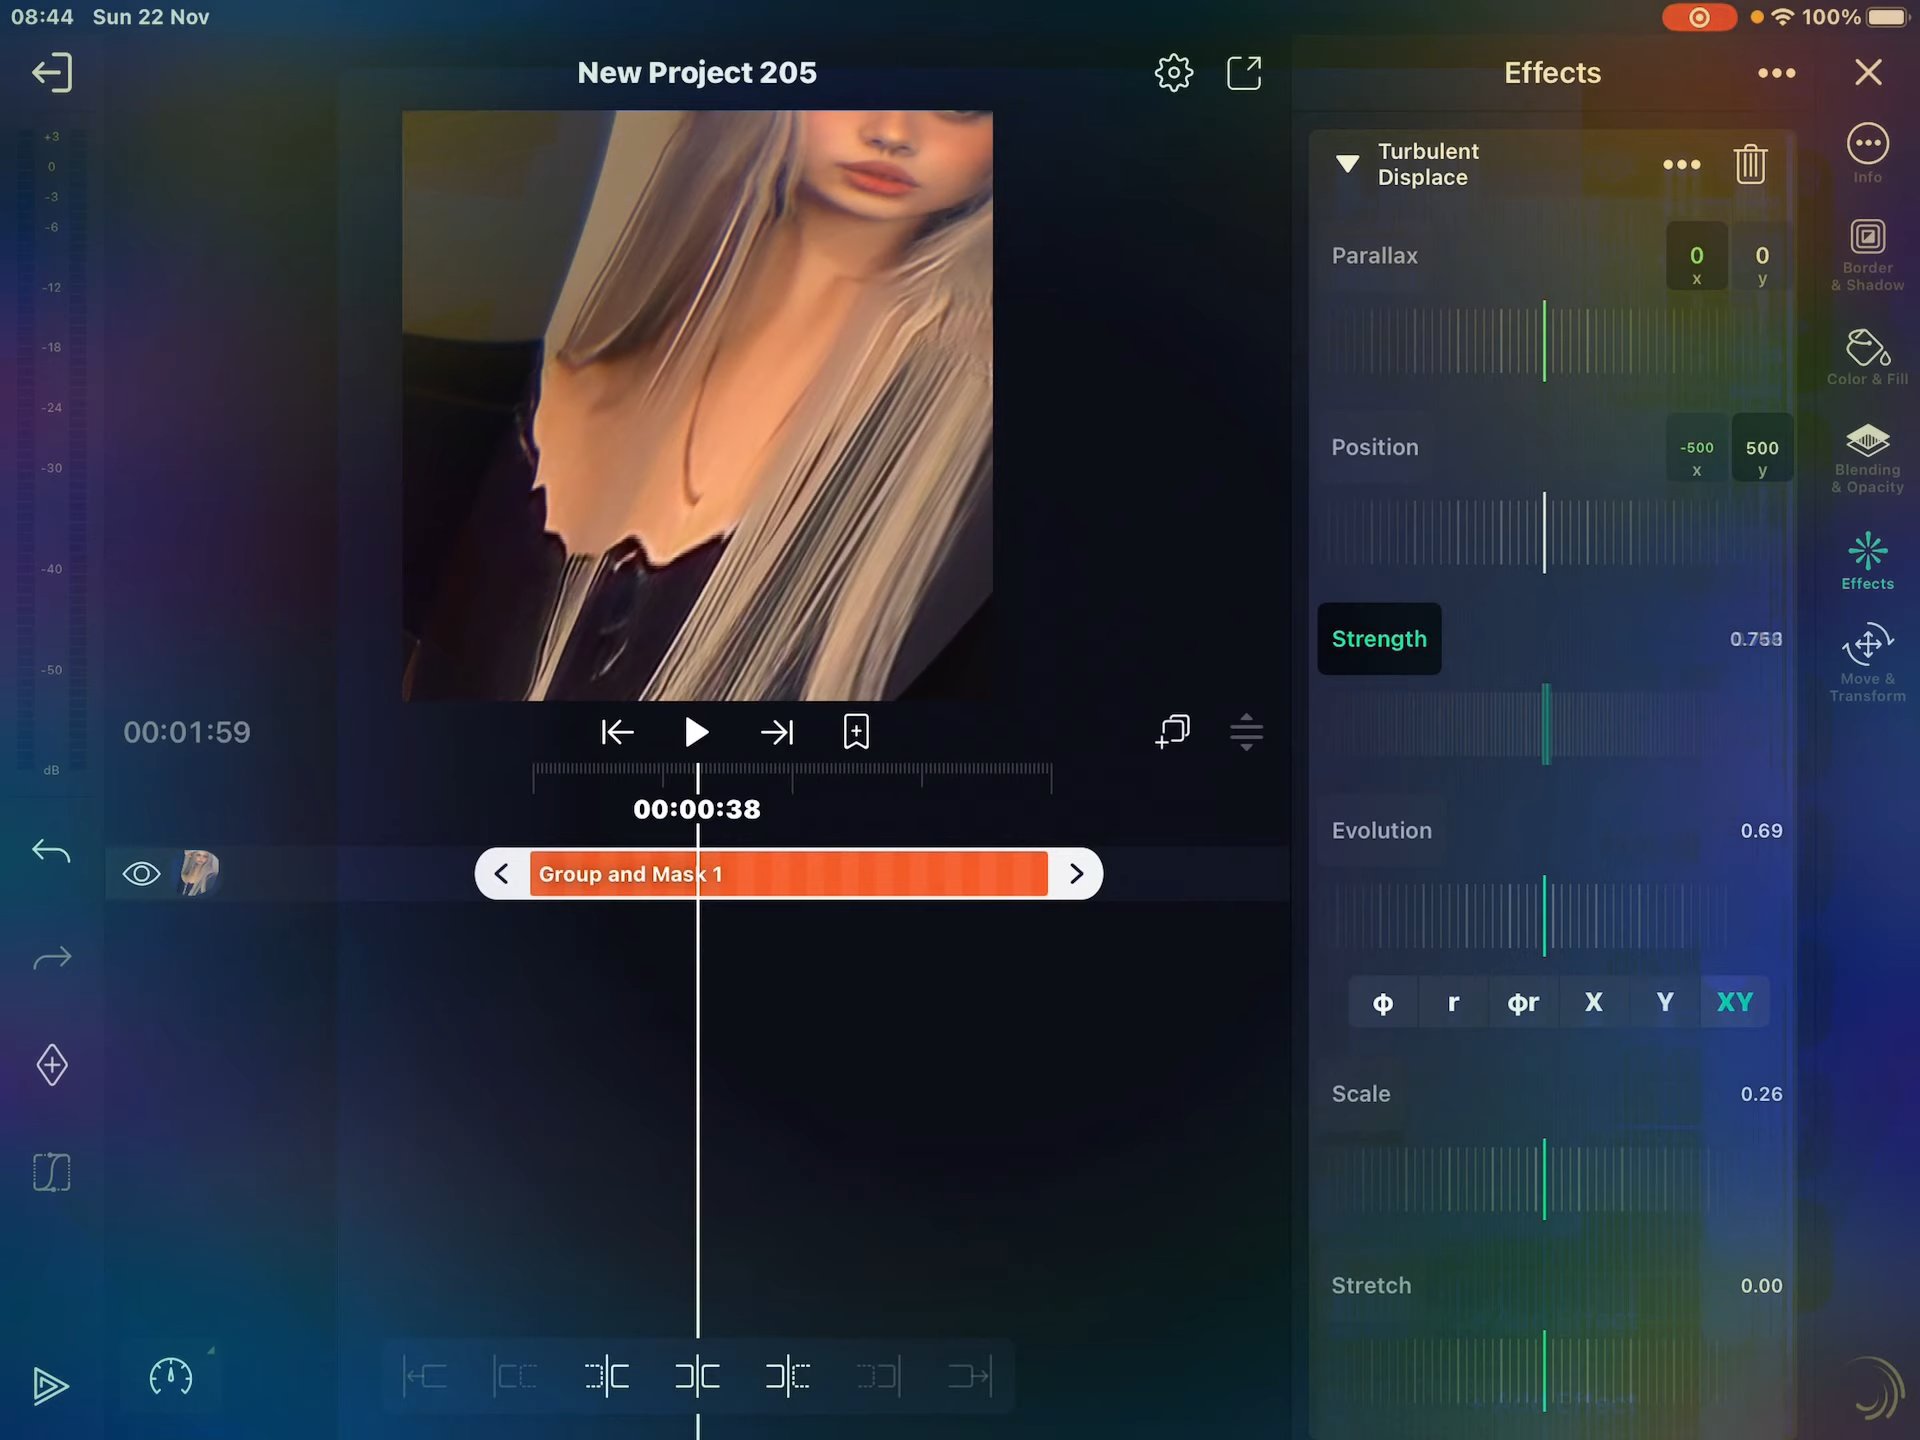 08:44 Sun 22 Nov
100%
New Project 205
Effects
Turbulent
Displace
Parallax
0
x
0
y
Position
-500
x
500
y
Strength
Evolution
0.69
ϕ r ϕr X Y XY
Scale
0.26
Stretch
0.00
Info
Border
& Shadow
Color & Fill
Blending
& Opacity
Effects
Move &
Transform
+3
0
-3
-6
-12
-18
-24
-30
-40
-50
dB
00:01:59
00:00:38
Group and Mask 1